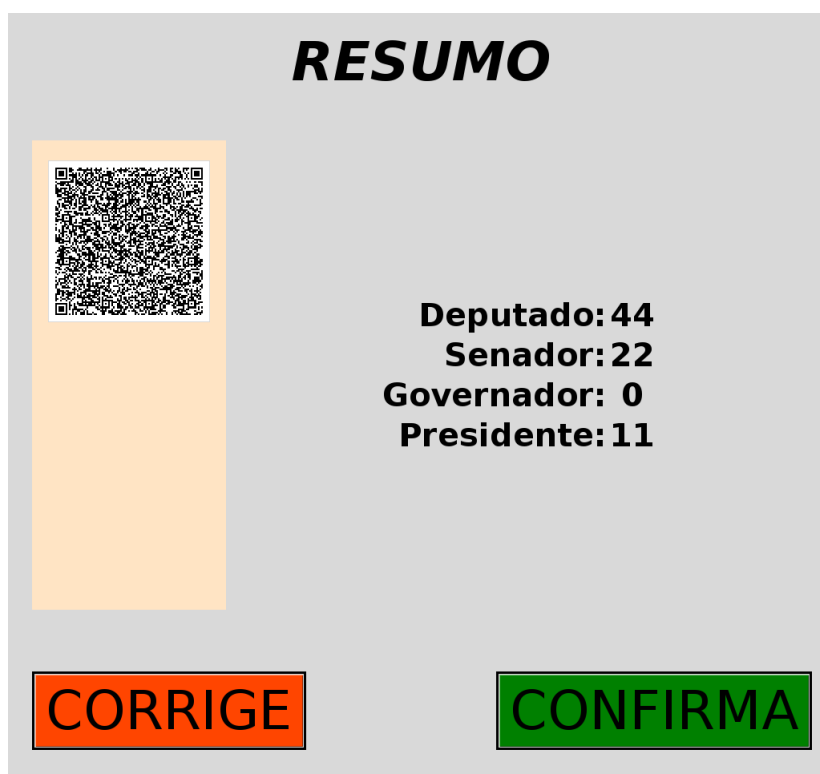 RESUMO
Deputado: 44
Senador: 22
Governador: 0
Presidente: 11
CORRIGE
CONFIRMA